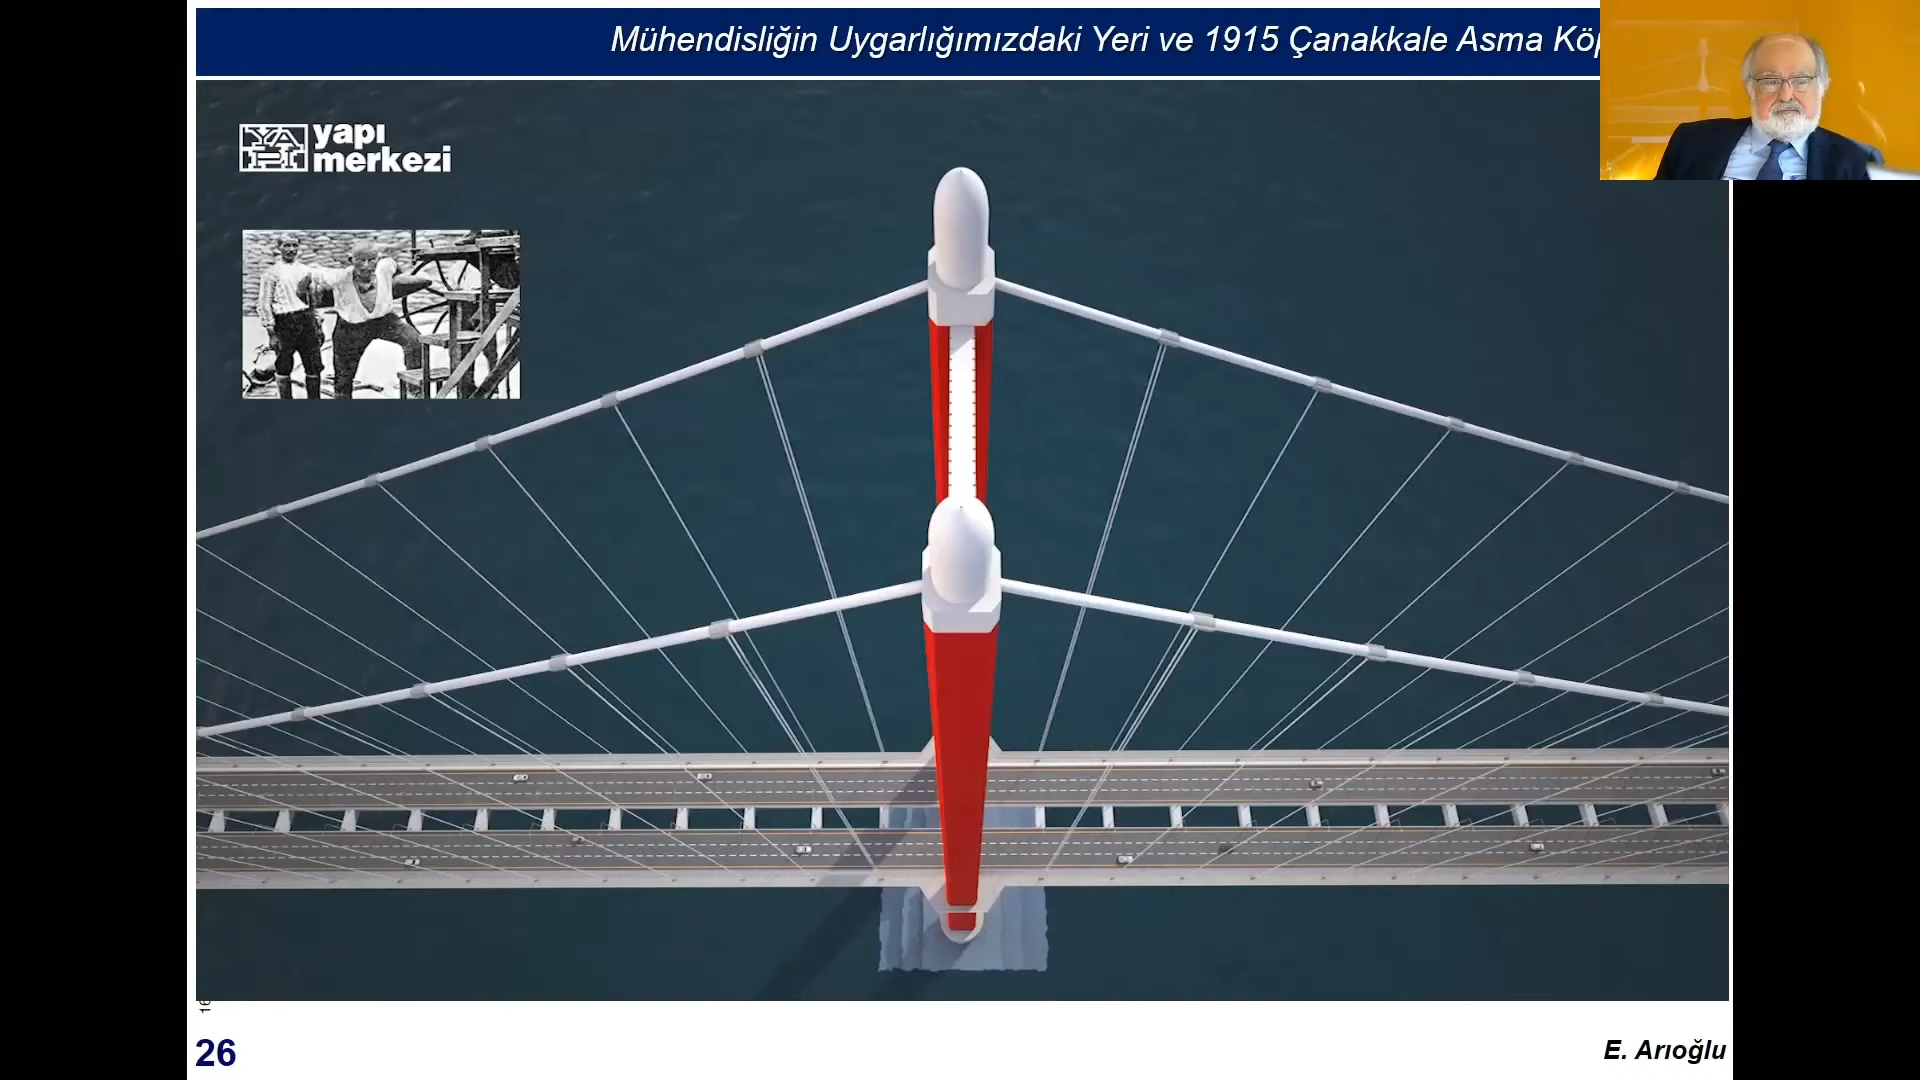 Mühendisliğin Uygarlığımızdaki Yeri ve 1915 Çanakkale Asma Kö
yapı
merkezi
26
E. Arıoğlu